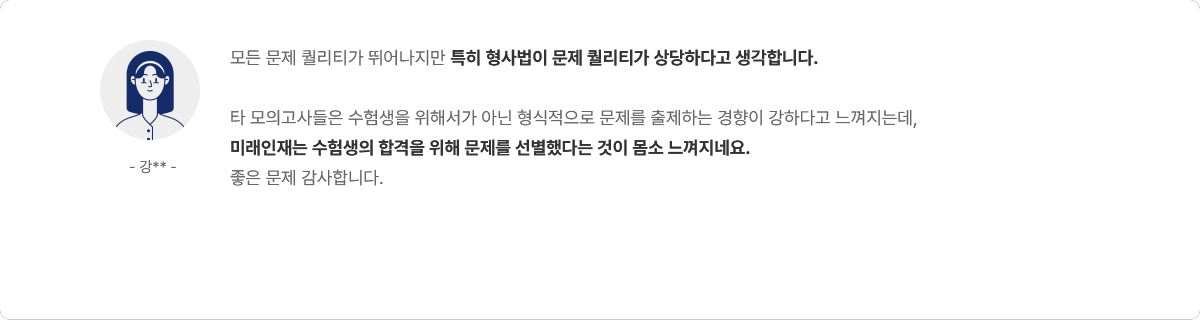 모든 문제 퀄리티가 뛰어나지만 특히 형사법이 문제 퀄리티가 상당하다고 생각합니다.
타 모의고사들은 수험생을 위해서가 아닌 형식적으로 문제를 출제하는 경향이 강하다고 느껴지는데,
미래인재는 수험생의 합격을 위해 문제를 선별했다는 것이 몸소 느껴지네요.
좋은 문제 감사합니다.
- 강** -